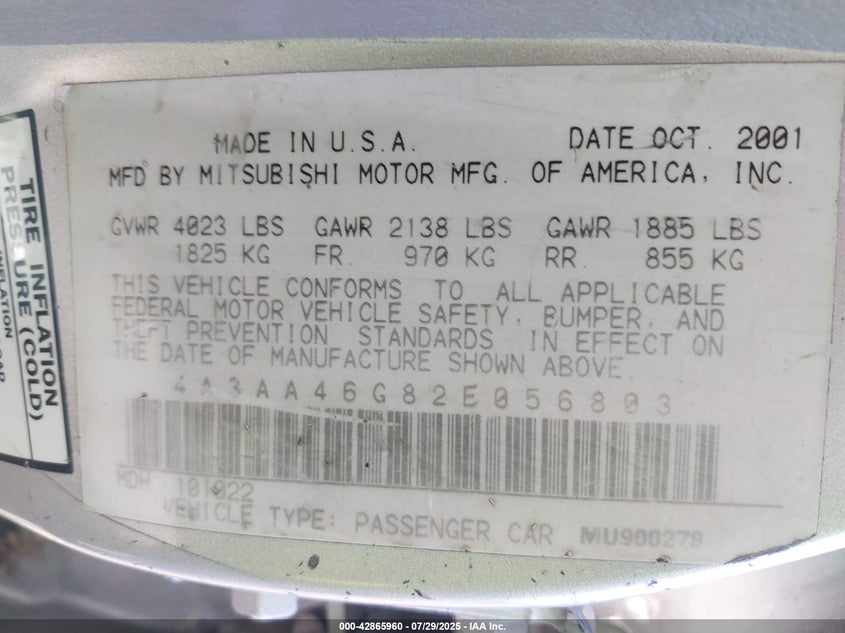 MADE IN U.S.A. DATE OCT. 2001
MFD BY MITSUBISHI MOTOR MFG. OF AMERICA, INC.
GVWR 4023 LBS GAWR 2138 LBS GAWR 1885 LBS
1825 KG FR. 970 KG RR. 855 KG
THIS VEHICLE CONFORMS TO ALL APPLICABLE
FEDERAL MOTOR VEHICLE SAFETY, BUMPER, AND
THEFT PREVENTION STANDARDS IN EFFECT ON
THE DATE OF MANUFACTURE SHOWN ABOVE.
4A3AA46G82E056803
MDH 101922
VEHICLE TYPE: PASSENGER CAR MU900278
TIRE INFLATION
PRESSURE (COLD)
INFLATION
000-42865960 - 07/29/2025 - IAA Inc.